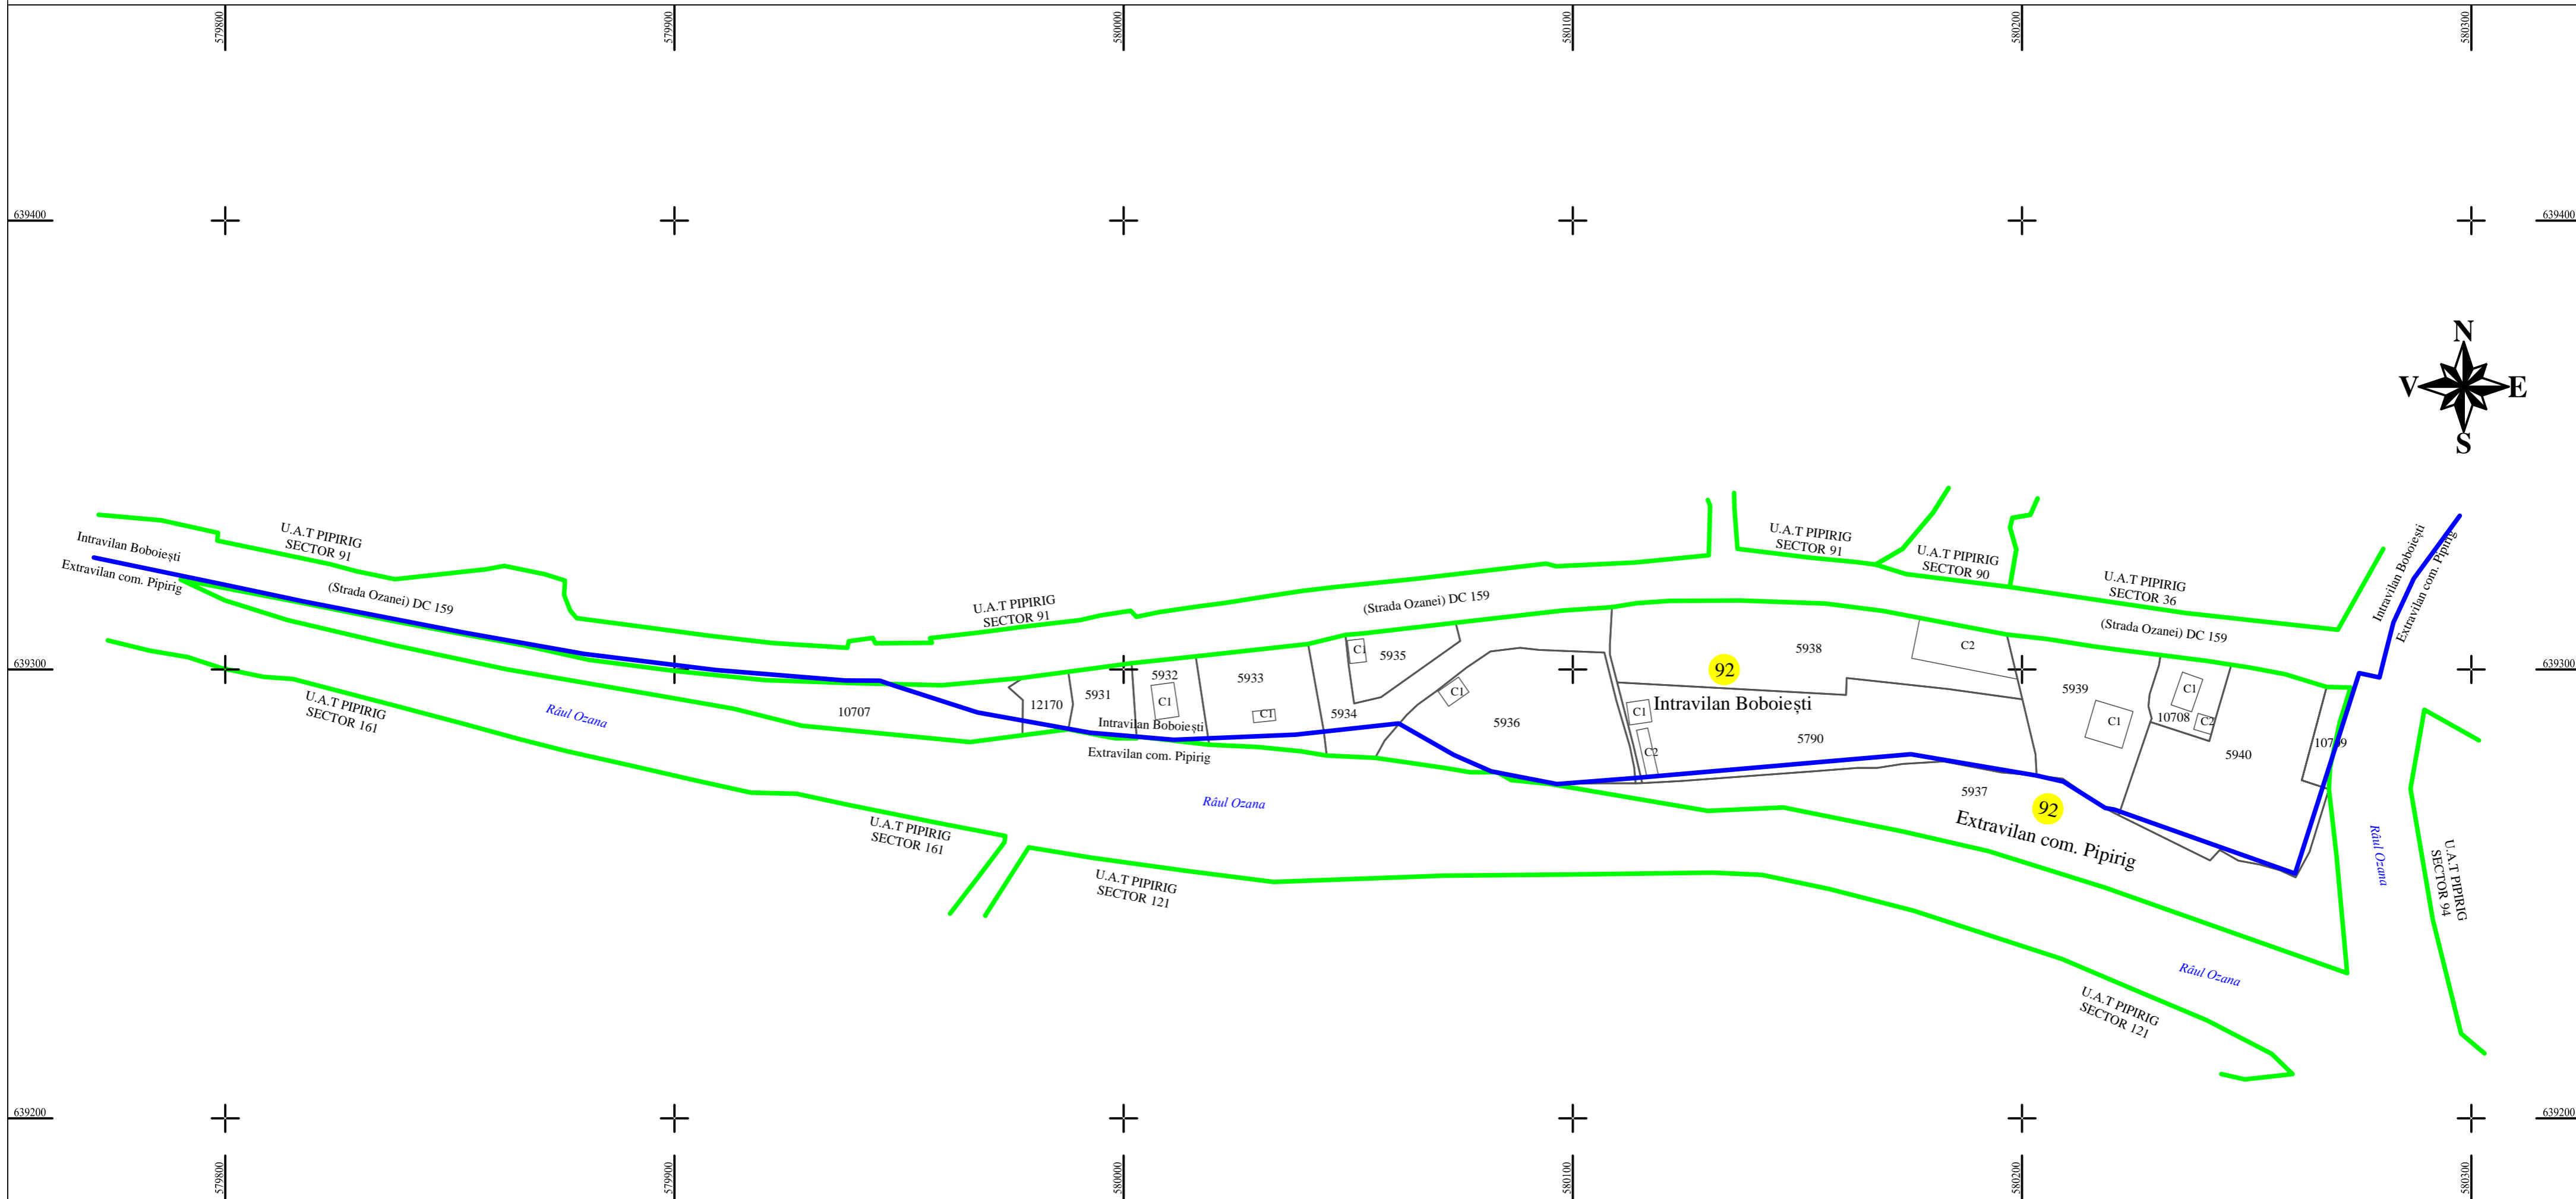 579800
579900
580000
580100
580200
580300
639400
639400
N
V
E
S
Intravilan Boboiești
Extravilan com. Pipirig
U.A.T PIPIRIG
SECTOR 91
(Strada Ozanei) DC 159
U.A.T PIPIRIG
SECTOR 91
(Strada Ozanei) DC 159
U.A.T PIPIRIG
SECTOR 91
U.A.T PIPIRIG
SECTOR 90
U.A.T PIPIRIG
SECTOR 36
(Strada Ozanei) DC 159
Intravilan Boboiești
Extravilan com. Pipirig
639300
639300
U.A.T PIPIRIG
SECTOR 161
Râul Ozana
10707
12170
5931
5932
C1
5933
C1
5934
C1
5935
C1
5936
Intravilan Boboiești
Extravilan com. Pipirig
5938
C2
92
Intravilan Boboiești
C1
C2
5790
5939
C1
10708
C1
C2
5940
10709
5937
92
Extravilan com. Pipirig
Râul Ozana
U.A.T PIPIRIG
SECTOR 161
U.A.T PIPIRIG
SECTOR 121
Râul Ozana
U.A.T PIPIRIG
SECTOR 94
Râul Ozana
U.A.T PIPIRIG
SECTOR 121
639200
639200
579800
579900
580000
580100
580200
580300